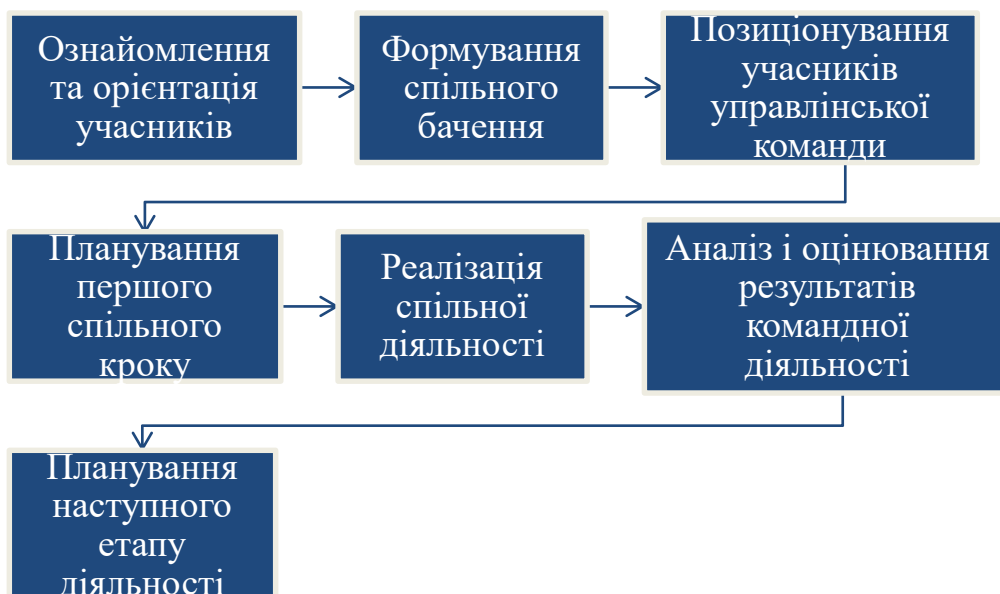 Ознайомлення
та орієнтація
учасників
Формування
спільного
бачення
Позиціонування
учасників
управлінської
команди
Планування
першого
спільного
кроку
Реалізація
спільної
діяльності
Аналіз і оцінювання
результатів
командної
діяльності
Планування
наступного
етапу
діяльності